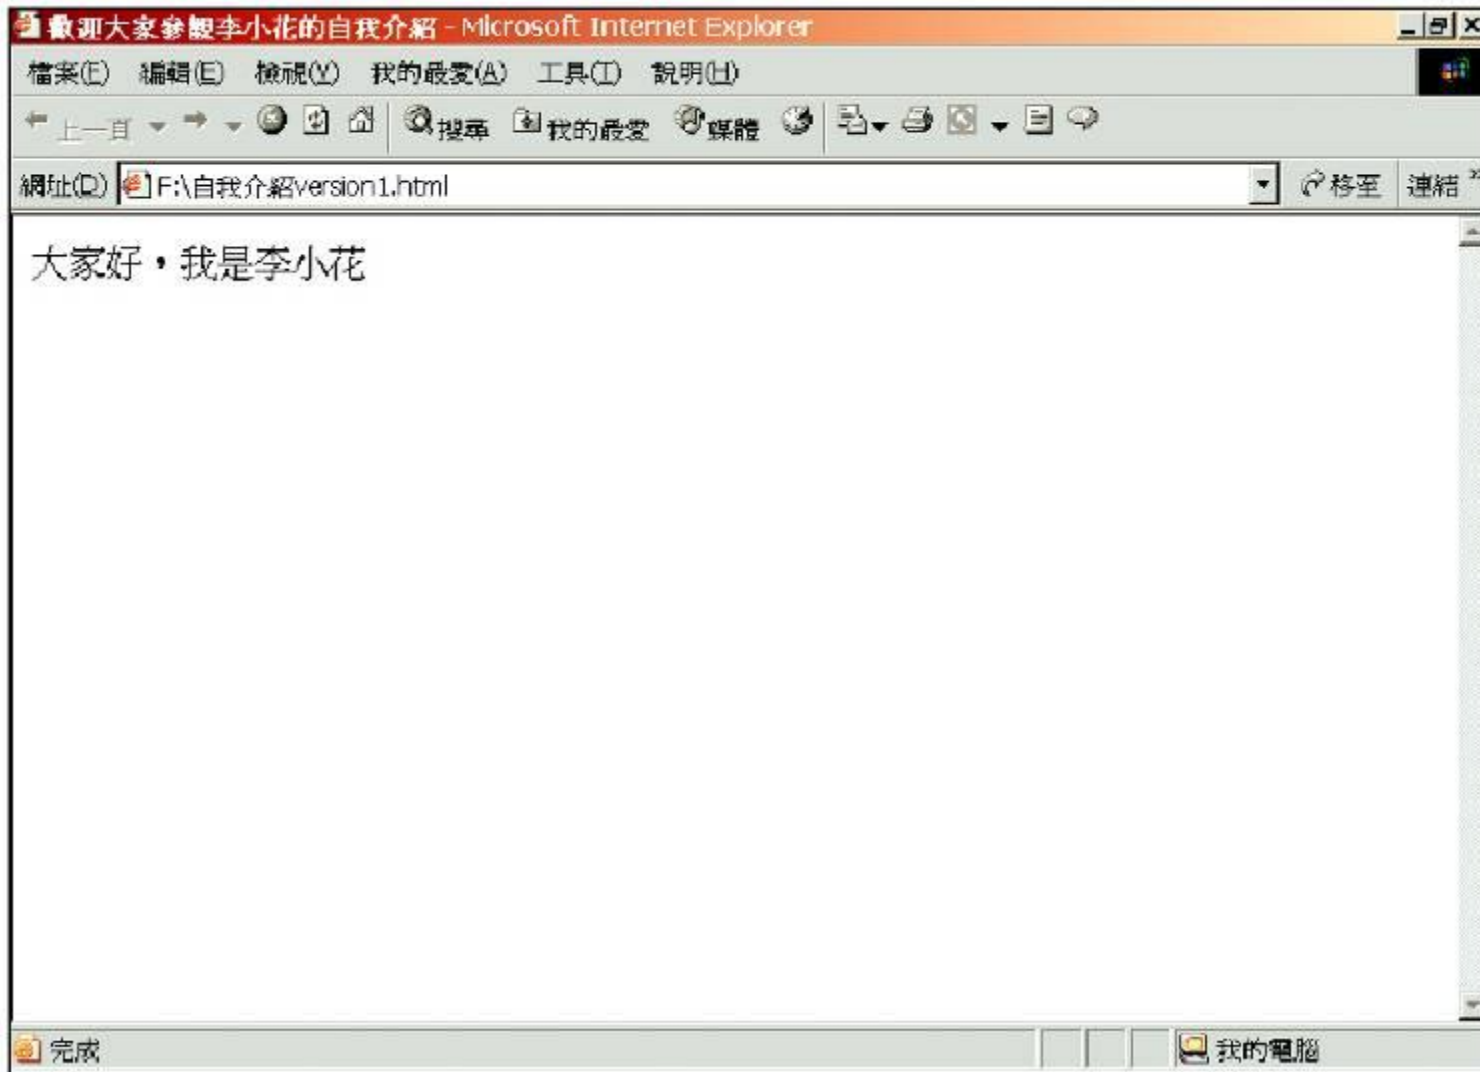 歡迎大家參觀李小花的自我介紹 - Microsoft Internet Explorer
檔案(F) 編輯(E) 檢視(V) 我的最愛(A) 工具(T) 說明(H)
上一頁 搜尋 我的最愛 媒體
網址(D) F:\自我介紹version1.html 移至 連結 »
大家好，我是李小花
完成 我的電腦